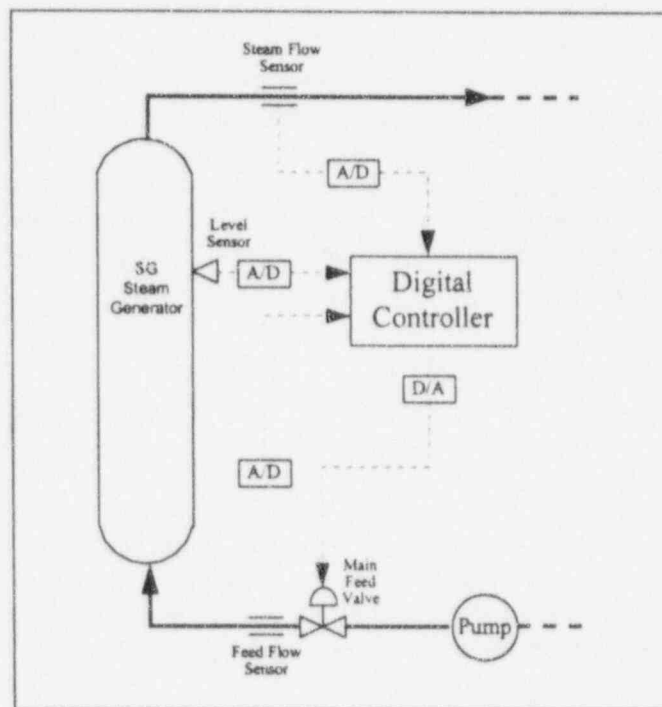 Steam Flow
Sensor
A/D
Level
Sensor
SG
Steam
Generator
A/D
Digital
Controller
D/A
A/D
Main
Feed
Valve
Pump
Feed Flow
Sensor